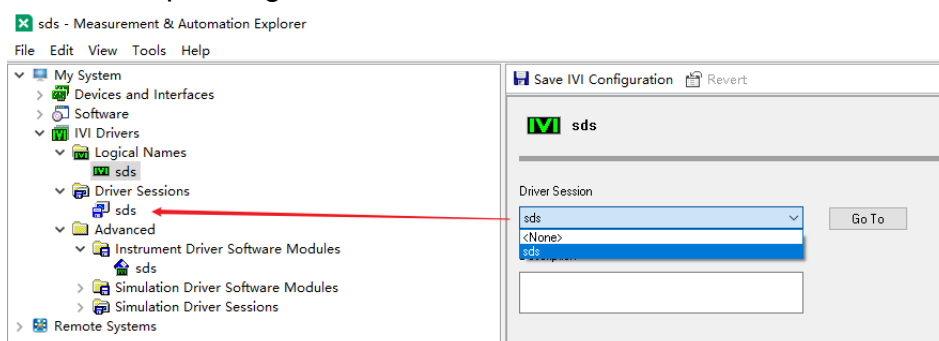 sds - Measurement & Automation Explorer
File Edit View Tools Help
My System
Devices and Interfaces
Software
IVI Drivers
Logical Names
sds
Driver Sessions
sds
Advanced
Instrument Driver Software Modules
sds
Simulation Driver Software Modules
Simulation Driver Sessions
Remote Systems
Save IVI Configuration Revert
IVI sds
Driver Session
sds
Go To
<None>
sds